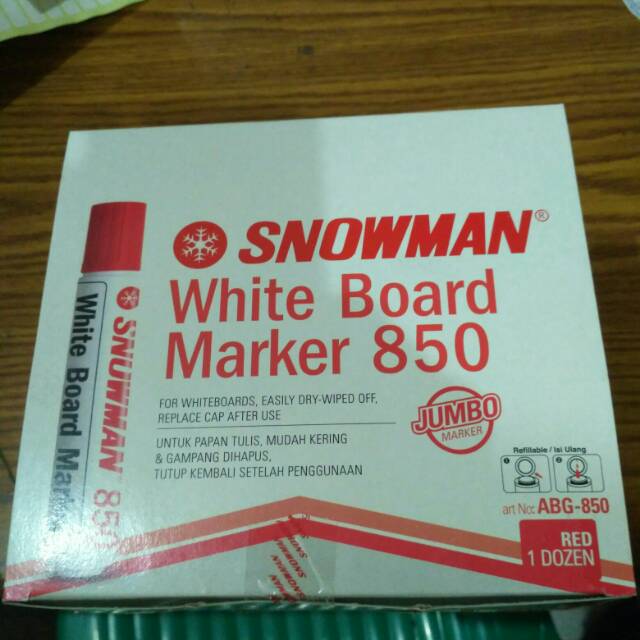 SNOWMAN®
White Board
Marker 850
FOR WHITEBOARDS, EASILY DRY-WIPED OFF,
REPLACE CAP AFTER USE
UNTUK PAPAN TULIS, MUDAH KERING
& GAMPANG DIHAPUS,
TUTUP KEMBALI SETELAH PENGGUNAAN
JUMBO
MARKER
Refillable / Isi Ulang
1
2
art No: ABG-850
RED
1 DOZEN
SNOWMAN 850
White Board Mar